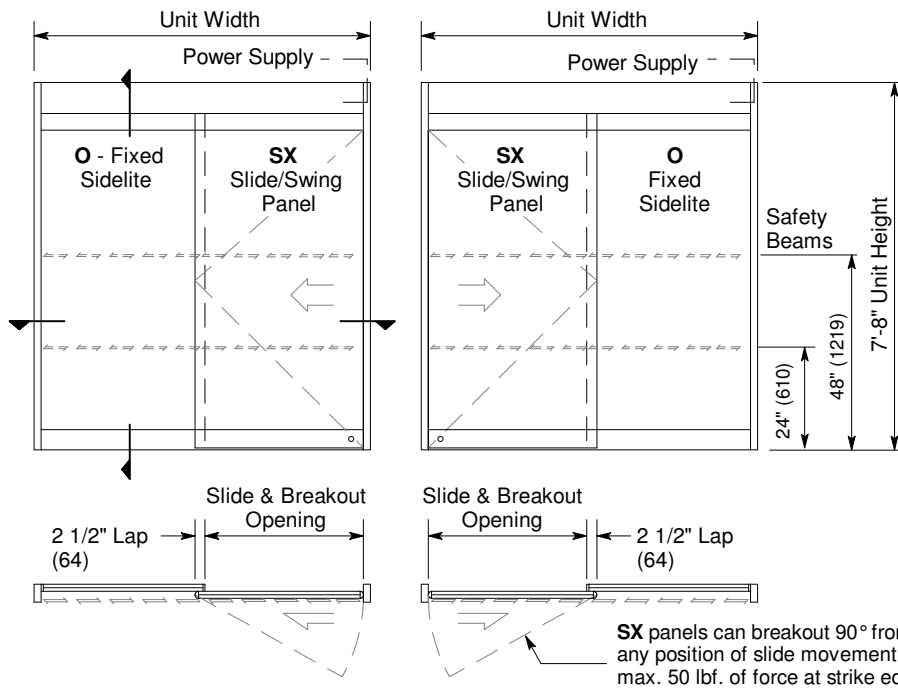 Unit Width
Unit Width
Power Supply
Power Supply
O - Fixed
Sidelite
SX
Slide/Swing
Panel
SX
Slide/Swing
Panel
O
Fixed
Sidelite
Safety
Beams
24" (610)
48" (1219)
7'-8" Unit Height
Slide & Breakout
Opening
2 1/2" Lap
(64)
Slide & Breakout
Opening
2 1/2" Lap
(64)
SX panels can breakout 90° from
any position of slide movement
max. 50 lbf. of force at strike